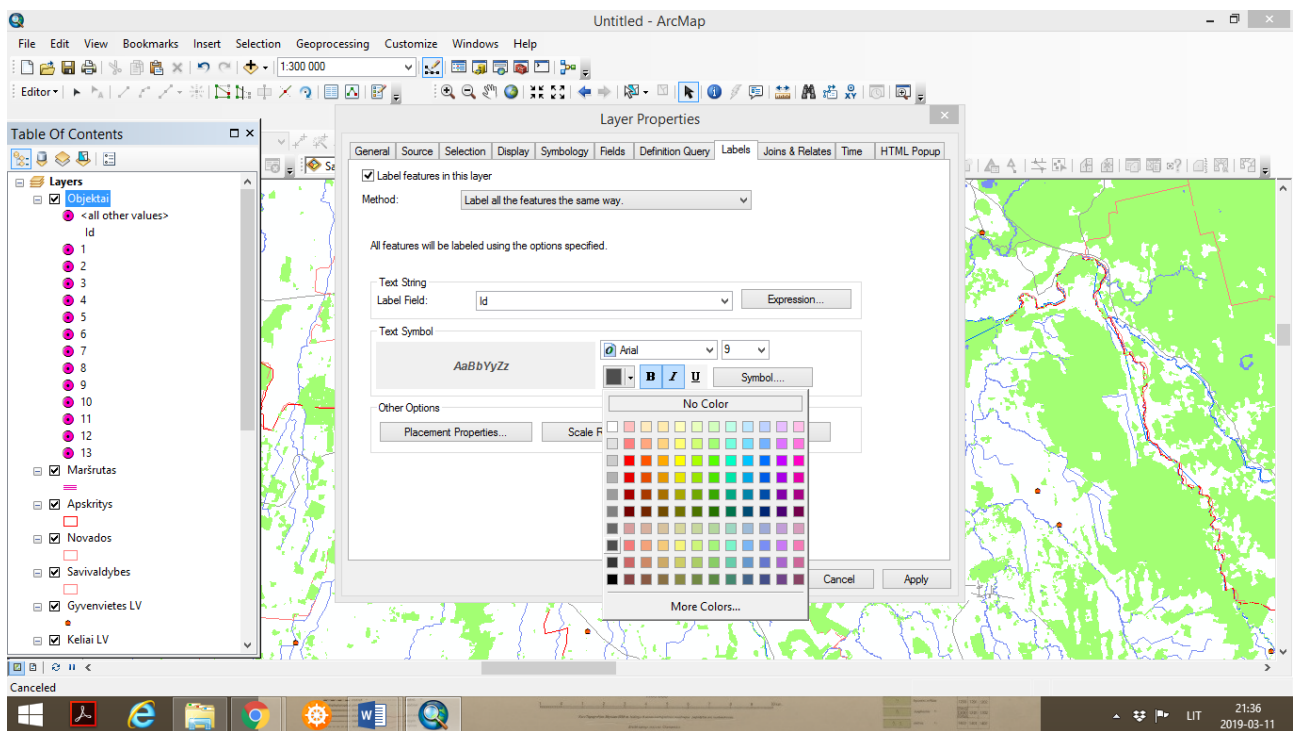 Untitled - ArcMap
File Edit View Bookmarks Insert Selection Geoprocessing Customize Windows Help
1:300 000
Editor
Layer Properties
Table Of Contents
General Source Selection Display Symbology Fields Definition Query Labels Joins & Relates Time HTML Popup
Label features in this layer
Layers
Method: Label all the features the same way.
Objektai
<all other values>
Id
1
All features will be labeled using the options specified.
2
3
Text String
4
Label Field: Id Expression...
5
6
Text Symbol
7
Arial 9
8
AaBbYyZz
B I U Symbol....
9
10
No Color
Other Options
11
12
Placement Properties...
13
Maršrutas
Apskritys
Novados
Savivaldybes
Cancel Apply
Gyvenvietes LV
More Colors...
Keliai LV
Canceled
LIT
21:36
2019-03-11